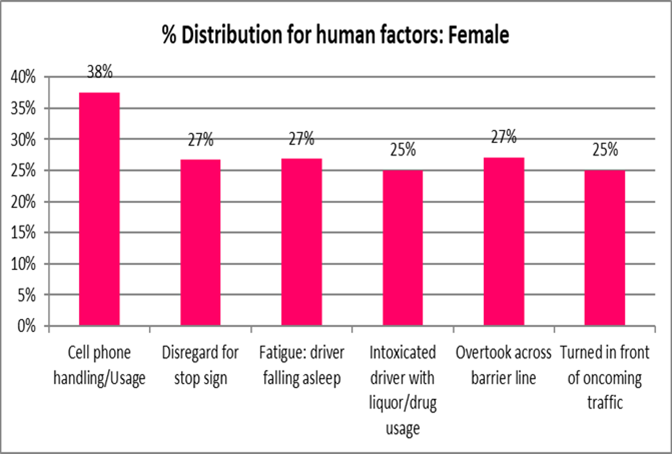 % Distribution for human factors: Female
40%
35%
30%
25%
20%
15%
10%
5%
0%
38%
27%
27%
25%
27%
25%
Cell phone
handling/Usage
Disregard for
stop sign
Fatigue: driver
falling asleep
Intoxicated
driver with
liquor/drug
usage
Overtook across
barrier line
Turned in front
of oncoming
traffic